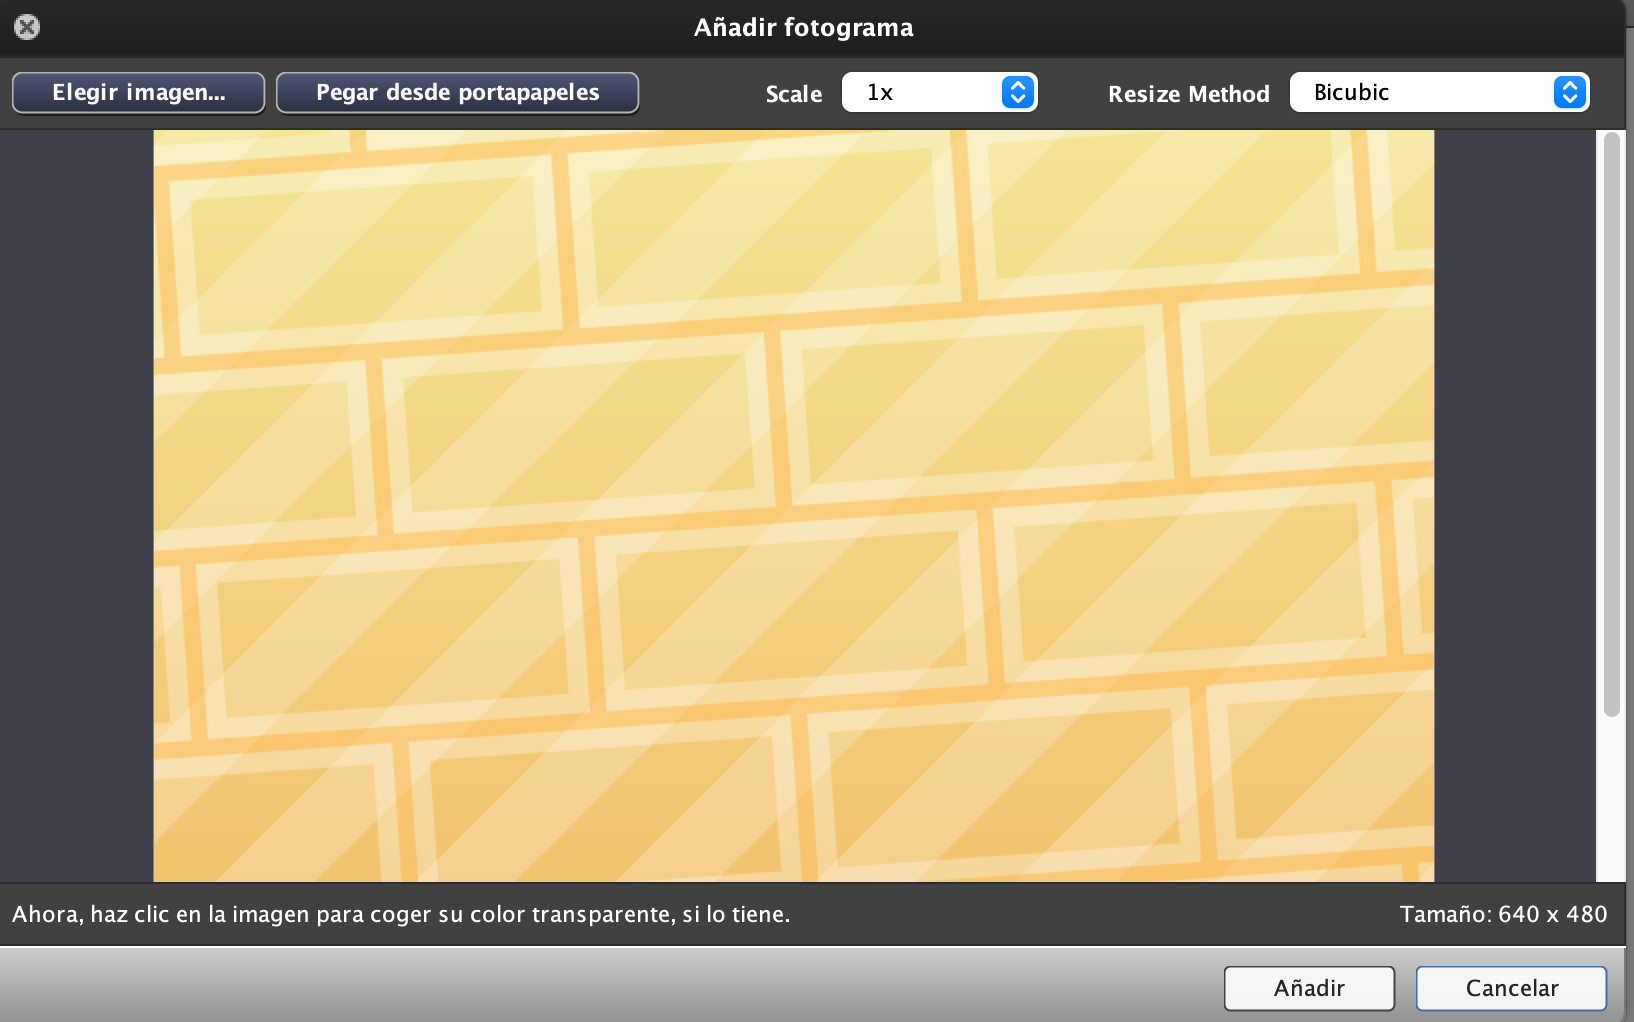 Añadir fotograma
Elegir imagen... Pegar desde portapapeles Scale 1x Resize Method Bicubic
Ahora, haz clic en la imagen para coger su color transparente, si lo tiene. Tamaño: 640 x 480
Añadir Cancelar